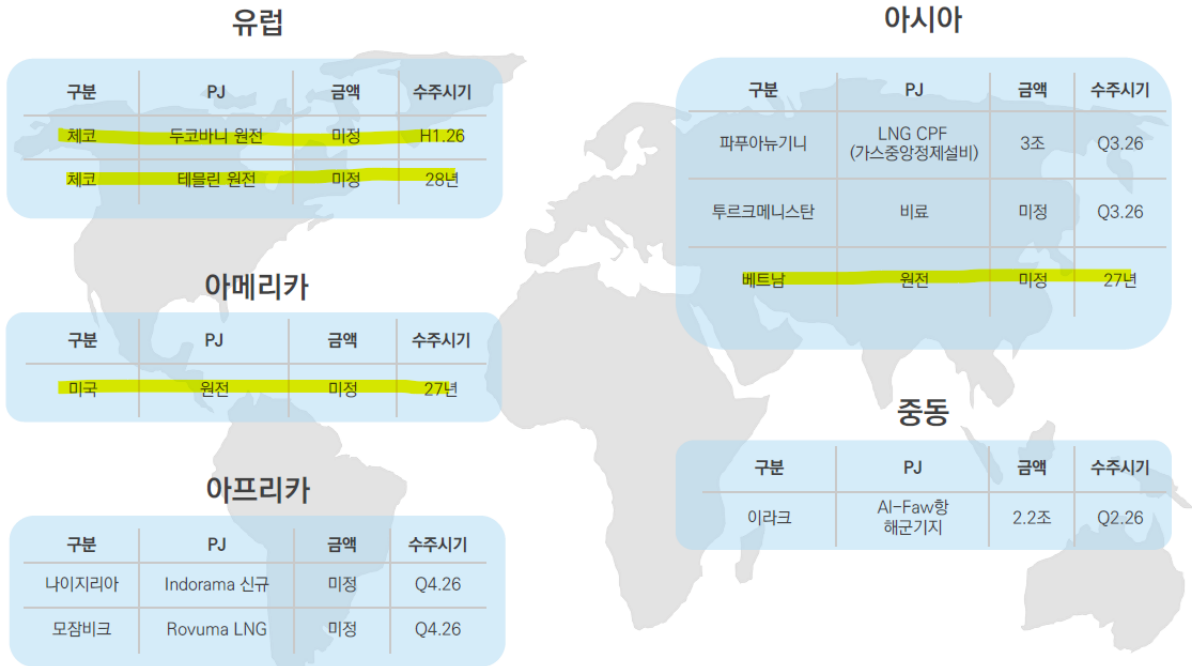 유럽
구분 PJ 금액 수주시기
체코 두코바니 원전 미정 H1.26
체코 테믈린 원전 미정 28년
아메리카
구분 PJ 금액 수주시기
미국 원전 미정 27년
아프리카
구분 PJ 금액 수주시기
나이지리아 Indorama 신규 미정 Q4.26
모잠비크 Rovuma LNG 미정 Q4.26
아시아
구분 PJ 금액 수주시기
파푸아뉴기니 LNG CPF 3조 Q3.26
(가스중앙정제설비)
투르크메니스탄 비료 미정 Q3.26
베트남 원전 미정 27년
중동
구분 PJ 금액 수주시기
이라크 Al-Faw항 2.2조 Q2.26
해군기지